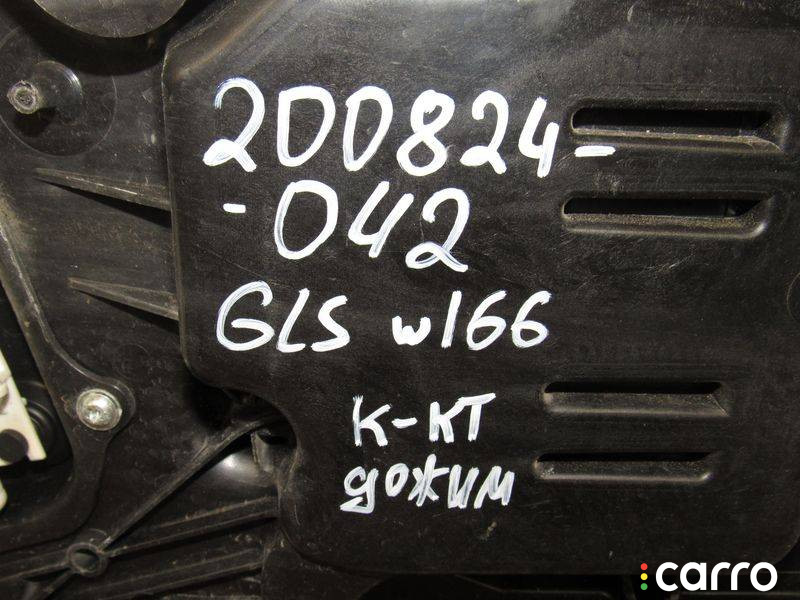 200824-
-042
GLS w166
к-кт
дожим
carro